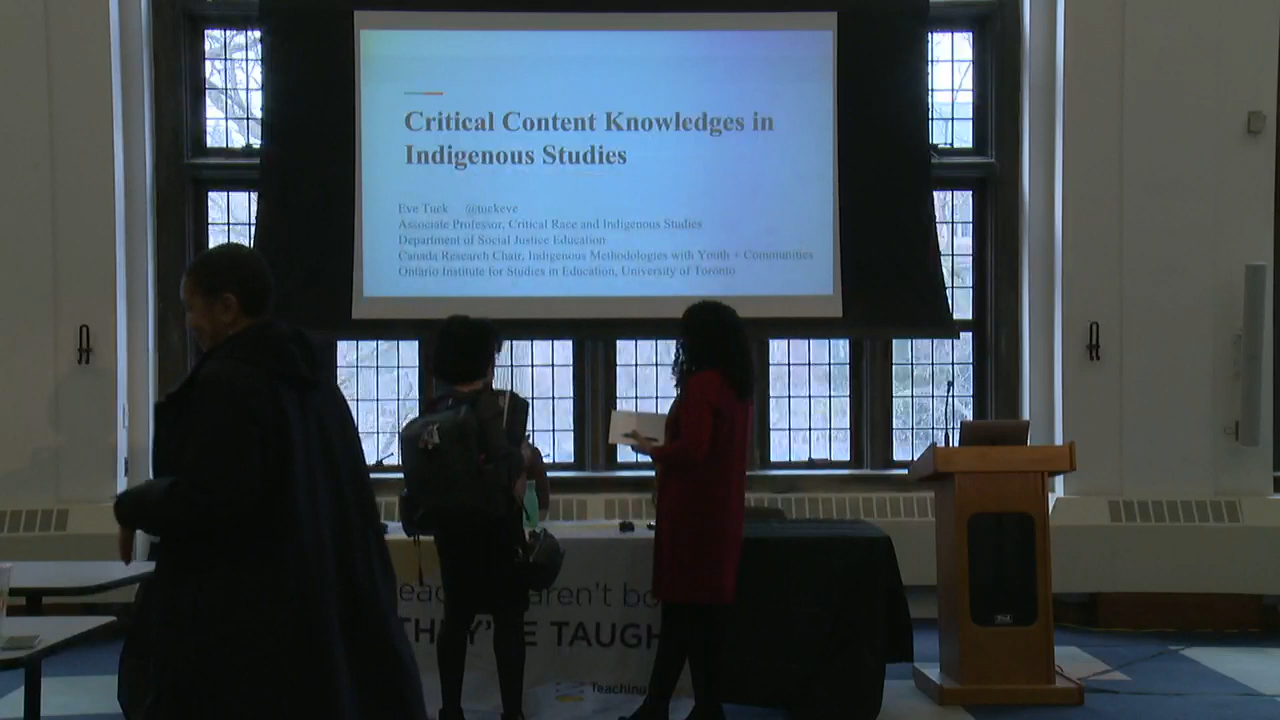 Critical Content Knowledges in
Indigenous Studies
Eve Tuck @tuckeve
Associate Professor, Critical Race and Indigenous Studies
Department of Social Justice Education
Canada Research Chair, Indigenous Methodologies with Youth + Communities
Ontario Institute for Studies in Education, University of Toronto
eac aren't bo
THEY'RE TAUGH
Teaching